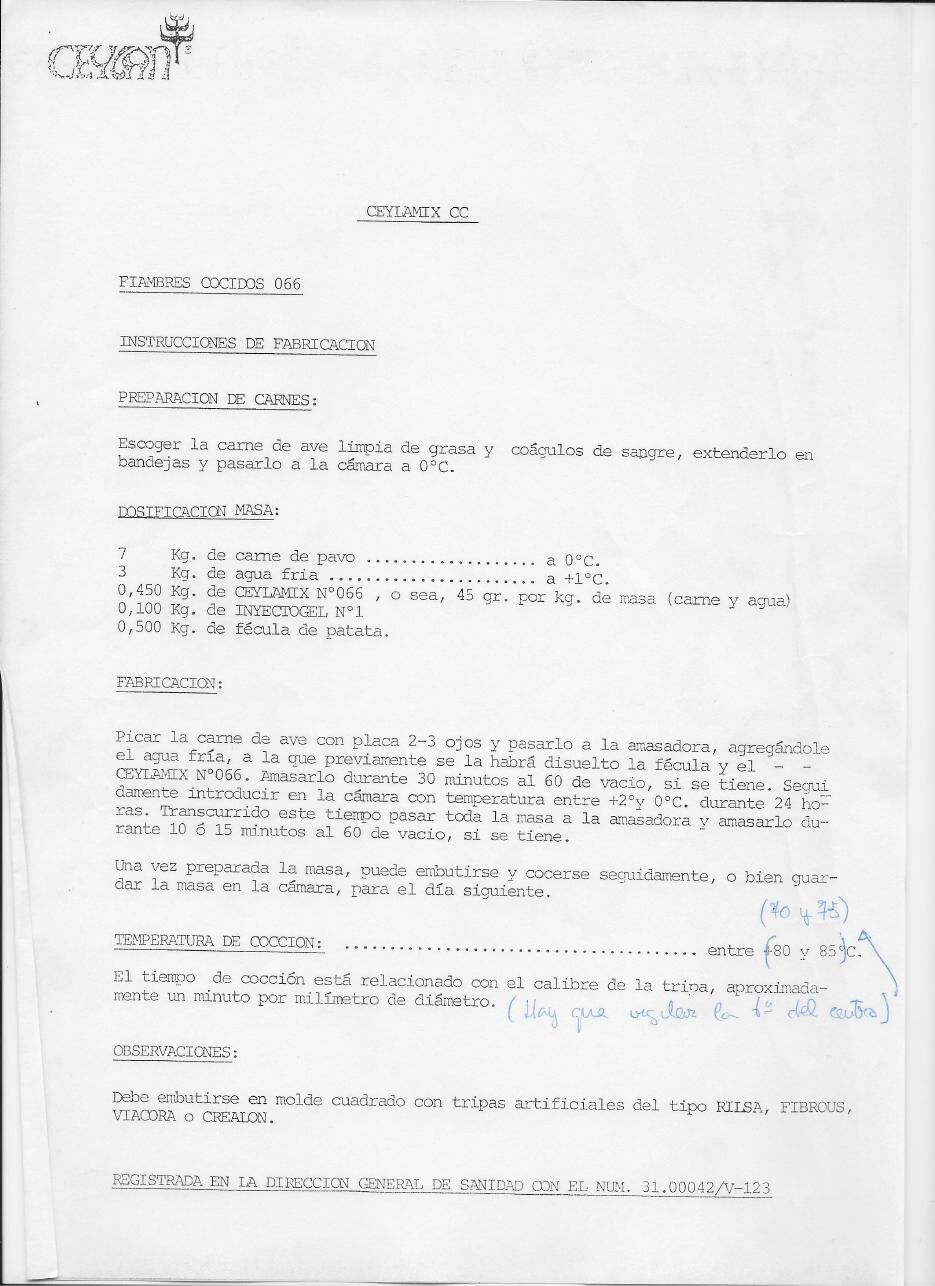 CEYLAN
CEYLAMIX CC
FIAMBRES COCIDOS 066
INSTRUCCIONES DE FABRICACION
PREPARACION DE CARNES:
Escoger la carne de ave limpia de grasa y coágulos de sangre, extenderlo en
bandejas y pasarlo a la cámara a 0°C.
DOSIFICACION MASA:
7 Kg. de carne de pavo ................... a 0°C.
3 Kg. de agua fria ....................... a +1°C.
0,450 Kg. de CEYLAMIX N°066 , o sea, 45 gr. por kg. de masa (carne y agua)
0,100 Kg. de INYECTOGEL N°1
0,500 Kg. de fécula de patata.
FABRICACION:
Picar la carne de ave con placa 2-3 ojos y pasarlo a la amasadora, agregándole
el agua fría, a la que previamente se la habrá disuelto la fécula y el - -
CEYLAMIX N°066. Amasarlo durante 30 minutos al 60 de vacio, si se tiene. Segui
damente introducir en la cámara con temperatura entre +2°y 0°C. durante 24 ho-
ras. Transcurrido este tiempo pasar toda la masa a la amasadora y amasarlo du-
rante 10 ó 15 minutos al 60 de vacio, si se tiene.
Una vez preparada la masa, puede embutirse y cocerse seguidamente, o bien guar-
dar la masa en la cámara, para el día siguiente.
(70 y 75)
TEMPERATURA DE COCCION: ..................................... entre +80 y 85°C.
El tiempo de cocción está relacionado con el calibre de la tripa, aproximada-
mente un minuto por milímetro de diámetro. (Hay que vigilar la tª del centro)
OBSERVACIONES:
Debe embutirse en molde cuadrado con tripas artificiales del tipo RILSA, FIBROUS,
VIACORA o CREALON.
REGISTRADA EN LA DIRECCION GENERAL DE SANIDAD CON EL NUM. 31.00042/V-123